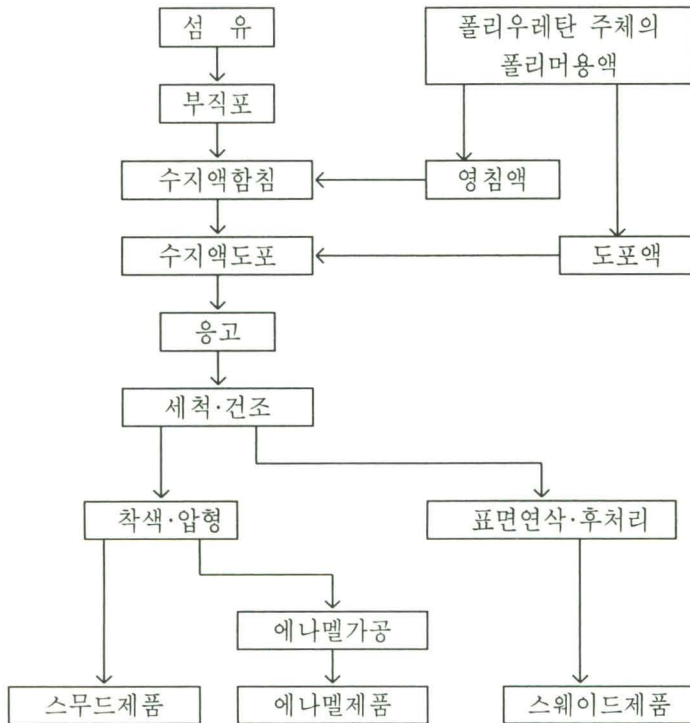 섬 유
폴리우레탄 주체의
폴리머용액
부직포
수지액함침
영침액
수지액도포
도포액
응고
세척·건조
착색·압형
표면연삭·후처리
에나멜가공
스무드제품
에나멜제품
스웨이드제품